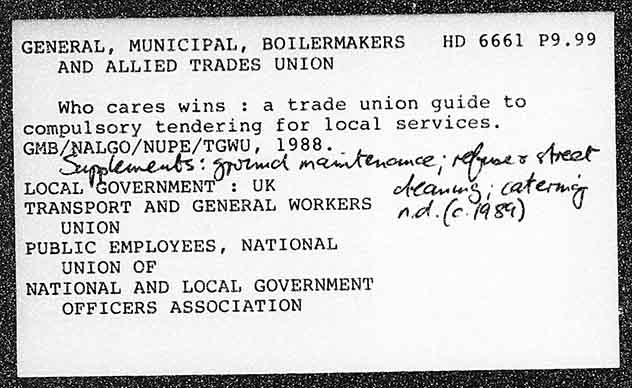 GENERAL, MUNICIPAL, BOILERMAKERS HD 6661 P9.99
AND ALLIED TRADES UNION
Who cares wins : a trade union guide to
compulsory tendering for local services.
GMB/NALGO/NUPE/TGWU, 1988.
Supplements: ground maintenance; refuse & street
cleaning; catering
n.d. (c.1989)
LOCAL GOVERNMENT : UK
TRANSPORT AND GENERAL WORKERS
UNION
PUBLIC EMPLOYEES, NATIONAL
UNION OF
NATIONAL AND LOCAL GOVERNMENT
OFFICERS ASSOCIATION